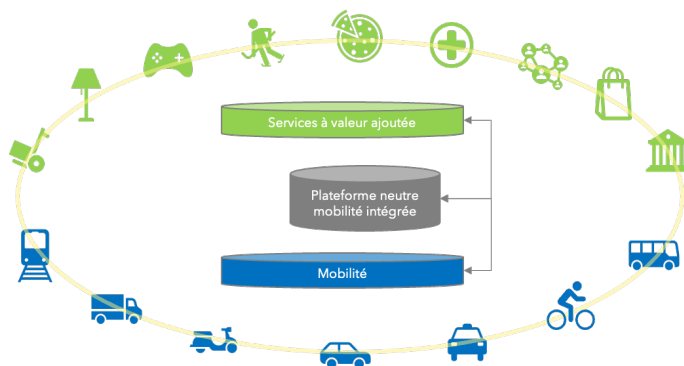 Services à valeur ajoutée
Plateforme neutre
mobilité intégrée
Mobilité